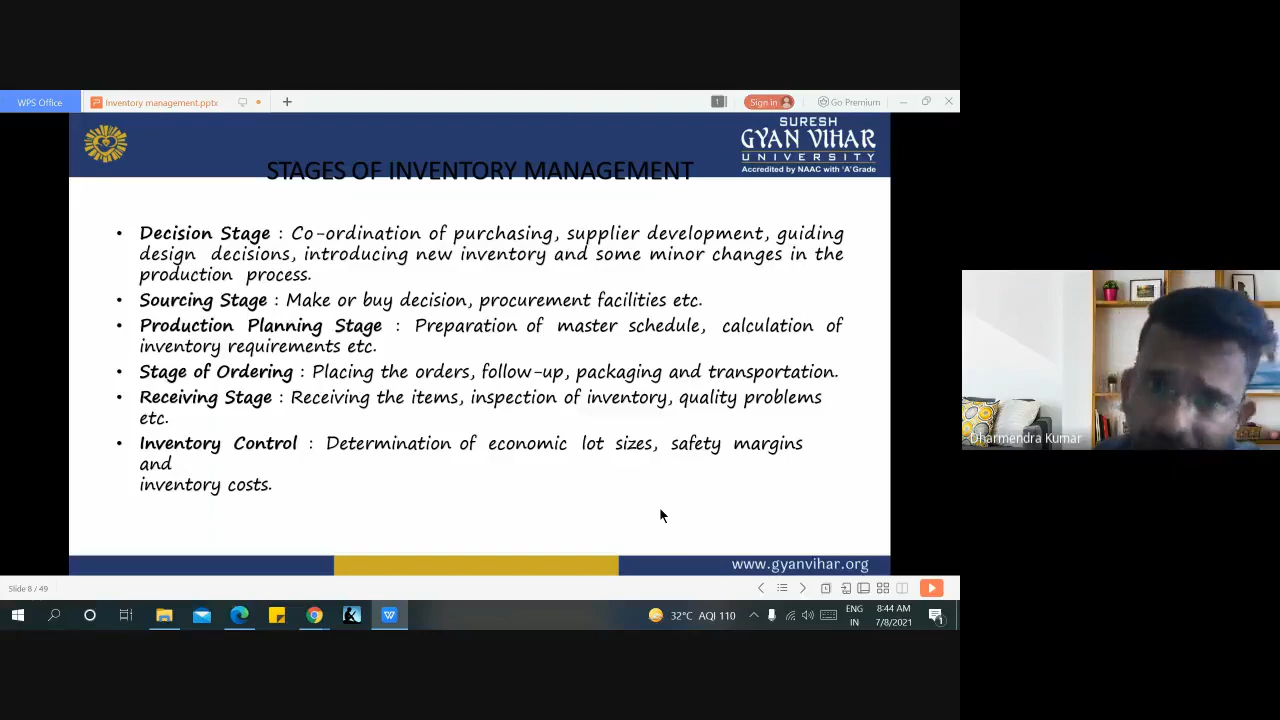 WPS Office
Inventory management.pptx
1
Sign in
Go Premium
SURESH
GYAN VIHAR
UNIVERSITY
Accredited by NAAC with 'A' Grade
STAGES OF INVENTORY MANAGEMENT
• Decision Stage : Co-ordination of purchasing, supplier development, guiding
design decisions, introducing new inventory and some minor changes in the
production process.
• Sourcing Stage : Make or buy decision, procurement facilities etc.
• Production Planning Stage : Preparation of master schedule, calculation of
inventory requirements etc.
• Stage of Ordering : Placing the orders, follow-up, packaging and transportation.
• Receiving Stage : Receiving the items, inspection of inventory, quality problems
etc.
• Inventory Control : Determination of economic lot sizes, safety margins
and
inventory costs.
www.gyanvihar.org
Dharmendra Kumar
Slide 8 / 49
32°C AQI 110
ENG
IN
8:44 AM
7/8/2021
1